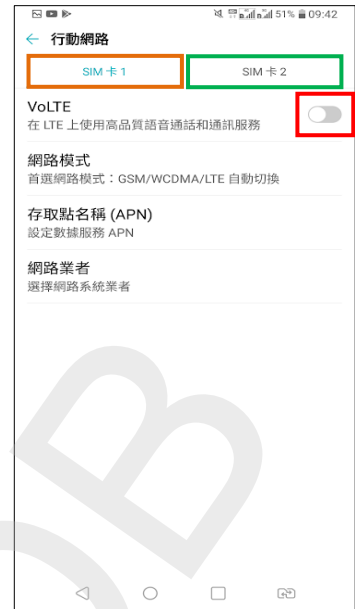 51% 09:42
← 行動網路
SIM 卡 1
SIM 卡 2
VoLTE
在 LTE 上使用高品質語音通話和通訊服務
網路模式
首選網路模式：GSM/WCDMA/LTE 自動切換
存取點名稱 (APN)
設定數據服務 APN
網路業者
選擇網路系統業者